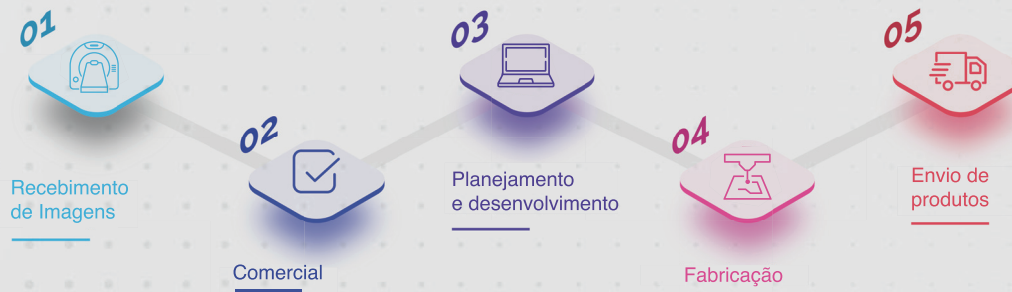 01
Recebimento
de Imagens
02
Comercial
03
Planejamento
e desenvolvimento
04
Fabricação
05
Envio de
produtos